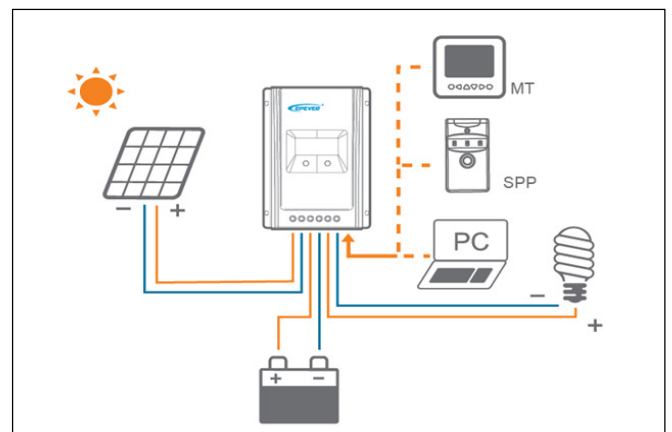 EPEVER®
MT
SPP
PC
− +
−
+
+ −